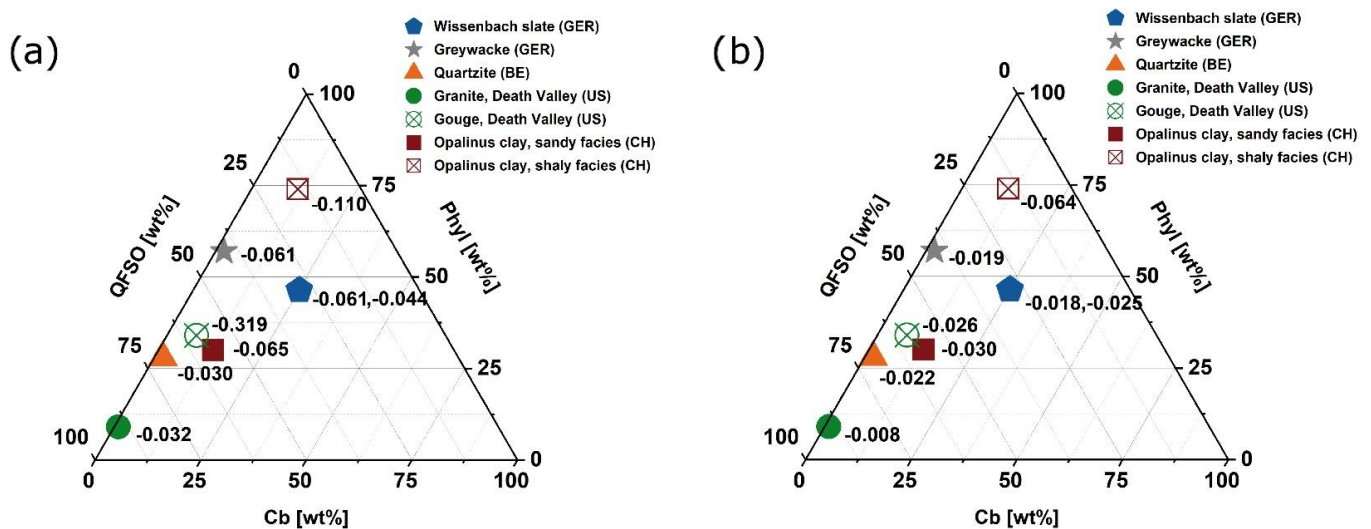 (a)
Wissenbach slate (GER)
Greywacke (GER)
Quartzite (BE)
Granite, Death Valley (US)
Gouge, Death Valley (US)
Opalinus clay, sandy facies (CH)
Opalinus clay, shaly facies (CH)
0
100
25
75
-0.110
QFSO [wt%]
Phyl [wt%]
50
-0.061
50
-0.061,-0.044
-0.319
75
-0.065
-0.030
25
100
-0.032
0
0
25
50
75
100
Cb [wt%]
(b)
Wissenbach slate (GER)
Greywacke (GER)
Quartzite (BE)
Granite, Death Valley (US)
Gouge, Death Valley (US)
Opalinus clay, sandy facies (CH)
Opalinus clay, shaly facies (CH)
0
100
25
75
-0.064
QFSO [wt%]
Phyl [wt%]
50
-0.019
50
-0.018,-0.025
-0.026
75
-0.030
-0.022
25
100
-0.008
0
0
25
50
75
100
Cb [wt%]